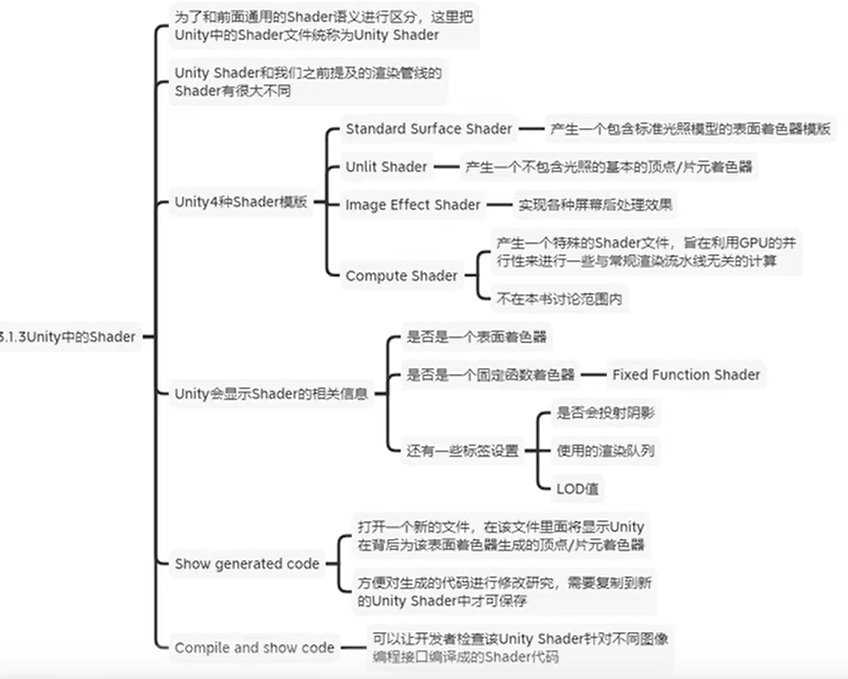 为了和前面通用的Shader语义进行区分，这里把
Unity中的Shader文件统称为Unity Shader
Unity Shader和我们之前提及的渲染管线的
Shader有很大不同
Unity4种Shader模版
Standard Surface Shader
产生一个包含标准光照模型的表面着色器模版
Unlit Shader
产生一个不包含光照的基本的顶点/片元着色器
Image Effect Shader
实现各种屏幕后处理效果
Compute Shader
产生一个特殊的Shader文件，旨在利用GPU的并
行性来进行一些与常规渲染流水线无关的计算
不在本书讨论范围内
3.1.3Unity中的Shader
Unity会显示Shader的相关信息
是否是一个表面着色器
是否是一个固定函数着色器
Fixed Function Shader
还有一些标签设置
是否会投射阴影
使用的渲染队列
LOD值
Show generated code
打开一个新的文件，在该文件里面将显示Unity
在背后为该表面着色器生成的顶点/片元着色器
方便对生成的代码进行修改研究，需要复制到新
的Unity Shader中才可保存
Compile and show code
可以让开发者检查该Unity Shader针对不同图像
编程接口编译成的Shader代码